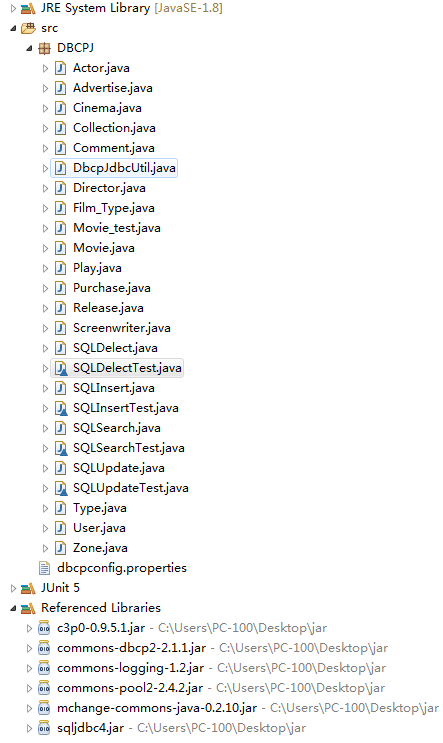 JRE System Library [JavaSE-1.8]
src
DBCPJ
Actor.java
Advertise.java
Cinema.java
Collection.java
Comment.java
DbcpJdbcUtil.java
Director.java
Film_Type.java
Movie_test.java
Movie.java
Play.java
Purchase.java
Release.java
Screenwriter.java
SQLDelect.java
SQLDelectTest.java
SQLInsert.java
SQLInsertTest.java
SQLSearch.java
SQLSearchTest.java
SQLUpdate.java
SQLUpdateTest.java
Type.java
User.java
Zone.java
dbcpconfig.properties
JUnit 5
Referenced Libraries
c3p0-0.9.5.1.jar - C:\Users\PC-100\Desktop\jar
commons-dbcp2-2.1.1.jar - C:\Users\PC-100\Desktop\jar
commons-logging-1.2.jar - C:\Users\PC-100\Desktop\jar
commons-pool2-2.4.2.jar - C:\Users\PC-100\Desktop\jar
mchange-commons-java-0.2.10.jar - C:\Users\PC-100\Desktop\jar
sqljdbc4.jar - C:\Users\PC-100\Desktop\jar